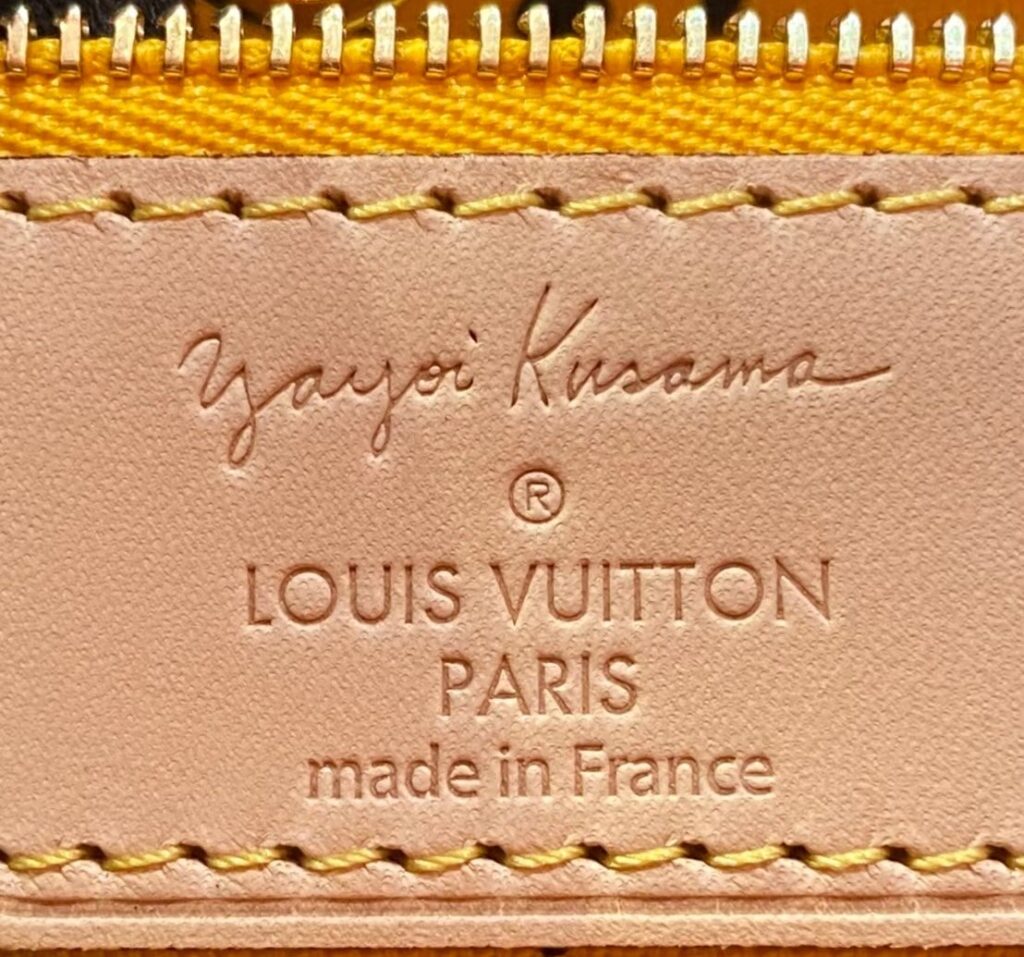 Yayoi Kusama
®
LOUIS VUITTON
PARIS
made in France